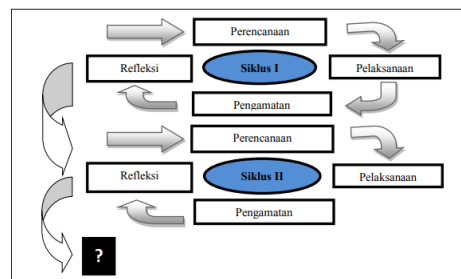 Perencanaan
Refleksi
Siklus I
Pelaksanaan
Pengamatan
Perencanaan
Refleksi
Siklus II
Pelaksanaan
Pengamatan
?